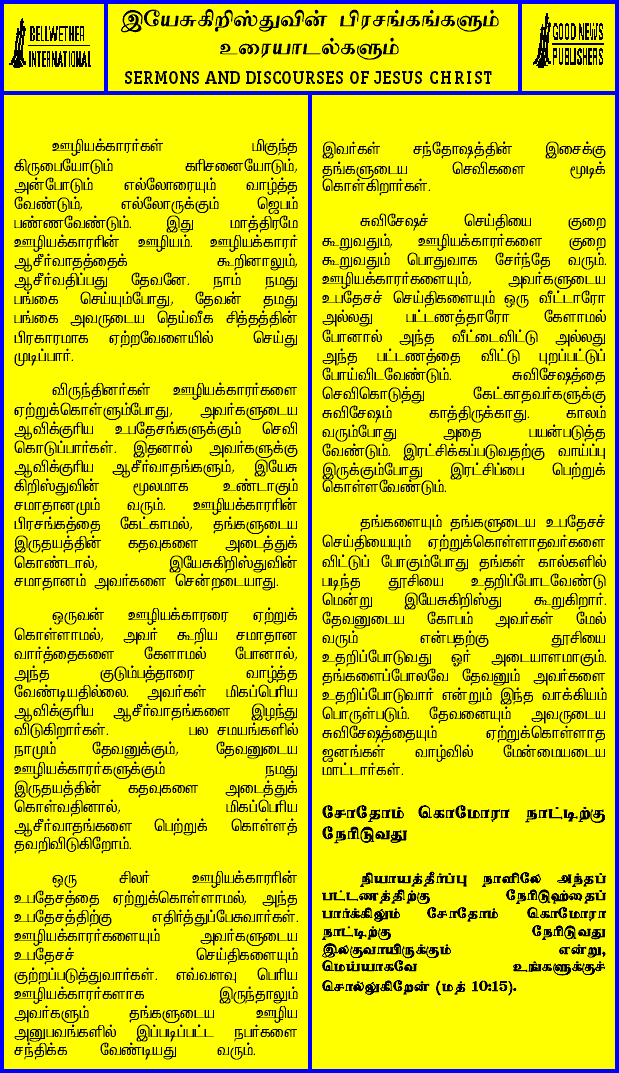 BELLWETHER
INTERNATIONAL
இயேசுகிறிஸ்துவின் பிரசங்கங்களும்
உரையாடல்களும்
SERMONS AND DISCOURSES OF JESUS CHRIST
GOOD NEWS
PUBLISHERS
ஊழியக்காரர்கள் மிகுந்த
கிருபையோடும் கரிசனையோடும்,
அன்போடும் எல்லோரையும் வாழ்த்த
வேண்டும், எல்லோருக்கும் ஜெபம்
பண்ணவேண்டும். இது மாத்திரமே
ஊழியக்காரரின் ஊழியம். ஊழியக்காரர்
ஆசீர்வாதத்தைக் கூறினாலும்,
ஆசீர்வதிப்பது தேவனே. நாம் நமது
பங்கை செய்யும்போது, தேவன் தமது
பங்கை அவருடைய தெய்வீக சித்தத்தின்
பிரகாரமாக ஏற்றவேளையில் செய்து
முடிப்பார்.
விருந்தினர்கள் ஊழியக்காரர்களை
ஏற்றுக்கொள்ளும்போது, அவர்களுடைய
ஆவிக்குரிய உபதேசங்களுக்கும் செவி
கொடுப்பார்கள். இதனால் அவர்களுக்கு
ஆவிக்குரிய ஆசீர்வாதங்களும், இயேசு
கிறிஸ்துவின் மூலமாக உண்டாகும்
சமாதானமும் வரும். ஊழியக்காரரின்
பிரசங்கத்தை கேட்காமல், தங்களுடைய
இருதயத்தின் கதவுகளை அடைத்துக்
கொண்டால், இயேசுகிறிஸ்துவின்
சமாதானம் அவர்களை சென்றடையாது.
ஒருவன் ஊழியக்காரரை ஏற்றுக்
கொள்ளாமல், அவர் கூறிய சமாதான
வார்த்தைகளை கேளாமல் போனால்,
அந்த குடும்பத்தாரை வாழ்த்த
வேண்டியதில்லை. அவர்கள் மிகப்பெரிய
ஆவிக்குரிய ஆசீர்வாதங்களை இழந்து
விடுகிறார்கள். பல சமயங்களில்
நாமும் தேவனுக்கும், தேவனுடைய
ஊழியக்காரர்களுக்கும் நமது
இருதயத்தின் கதவுகளை அடைத்துக்
கொள்வதினால், மிகப்பெரிய
ஆசீர்வாதங்களை பெற்றுக் கொள்ளத்
தவறிவிடுகிறோம்.
ஒரு சிலர் ஊழியக்காரரின்
உபதேசத்தை ஏற்றுக்கொள்ளாமல், அந்த
உபதேசத்திற்கு எதிர்த்துப்பேசுவார்கள்.
ஊழியக்காரர்களையும் அவர்களுடைய
உபதேசச் செய்திகளையும்
குற்றப்படுத்துவார்கள். எவ்வளவு பெரிய
ஊழியக்காரர்களாக இருந்தாலும்
அவர்களும் தங்களுடைய ஊழிய
அனுபவங்களில் இப்படிப்பட்ட நபர்களை
சந்திக்க வேண்டியது வரும்.
இவர்கள் சந்தோஷத்தின் இசைக்கு
தங்களுடைய செவிகளை மூடிக்
கொள்கிறார்கள்.
சுவிசேஷச் செய்தியை குறை
கூறுவதும், ஊழியக்காரர்களை குறை
கூறுவதும் பொதுவாக சேர்ந்தே வரும்.
ஊழியக்காரர்களையும், அவர்களுடைய
உபதேசச் செய்திகளையும் ஒரு வீட்டாரோ
அல்லது பட்டணத்தாரோ கேளாமல்
போனால் அந்த வீட்டைவிட்டு அல்லது
அந்த பட்டணத்தை விட்டு புறப்பட்டுப்
போய்விடவேண்டும். சுவிசேஷத்தை
செவிகொடுத்து கேட்காதவர்களுக்கு
சுவிசேஷம் காத்திருக்காது. காலம்
வரும்போது அதை பயன்படுத்த
வேண்டும். இரட்சிக்கப்படுவதற்கு வாய்ப்பு
இருக்கும்போது இரட்சிப்பை பெற்றுக்
கொள்ளவேண்டும்.
தங்களையும் தங்களுடைய உபதேசச்
செய்தியையும் ஏற்றுக்கொள்ளாதவர்களை
விட்டுப் போகும்போது தங்கள் கால்களில்
படிந்த தூசியை உதறிப்போடவேண்டு
மென்று இயேசுகிறிஸ்து கூறுகிறார்.
தேவனுடைய கோபம் அவர்கள் மேல்
வரும் என்பதற்கு தூசியை
உதறிப்போடுவது ஓர் அடையாளமாகும்.
தங்களைப்போலவே தேவனும் அவர்களை
உதறிப்போடுவார் என்றும் இந்த வாக்கியம்
பொருள்படும். தேவனையும் அவருடைய
சுவிசேஷத்தையும் ஏற்றுக்கொள்ளாத
ஜனங்கள் வாழ்வில் மேன்மையடைய
மாட்டார்கள்.
சோதோம் கொமோரா நாட்டிற்கு
நேரிடுவது
நியாயத்தீர்ப்பு நாளிலே அந்தப்
பட்டணத்திற்கு நேரிடுவதைப்
பார்க்கிலும் சோதோம் கொமோரா
நாட்டிற்கு நேரிடுவது
இலகுவாயிருக்கும் என்று,
மெய்யாகவே உங்களுக்குச்
சொல்லுகிறேன் (மத் 10:15).